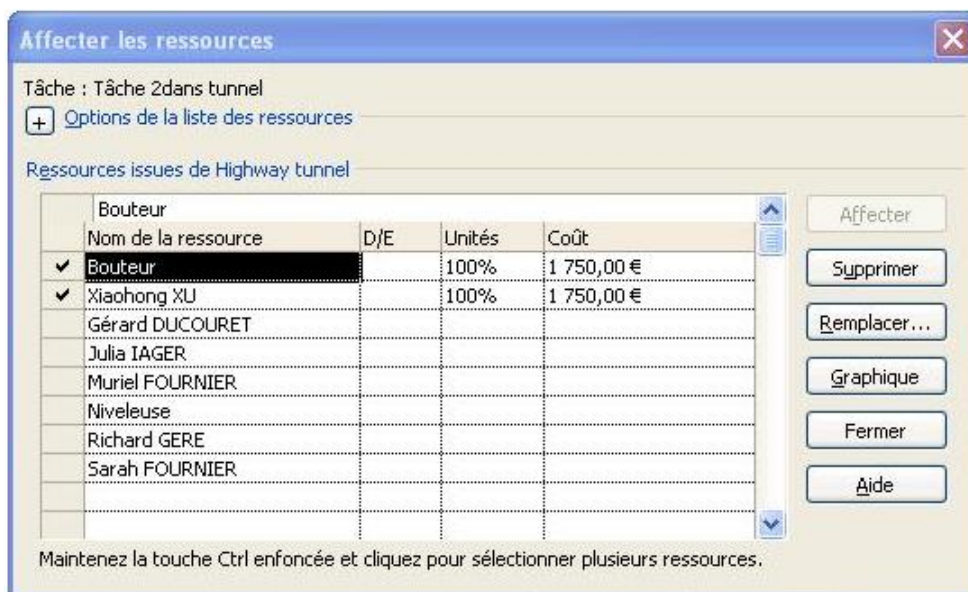 Affecter les ressources
Tâche : Tâche 2dans tunnel
+ Options de la liste des ressources
Ressources issues de Highway tunnel
Bouteur
Nom de la ressource D/E Unités Coût
Bouteur 100% 1 750,00 €
Xiaohong XU 100% 1 750,00 €
Gérard DUCOURET
Julia IAGER
Muriel FOURNIER
Niveleuse
Richard GERE
Sarah FOURNIER
Affecter
Supprimer
Remplacer...
Graphique
Fermer
Aide
Maintenez la touche Ctrl enfoncée et cliquez pour sélectionner plusieurs ressources.